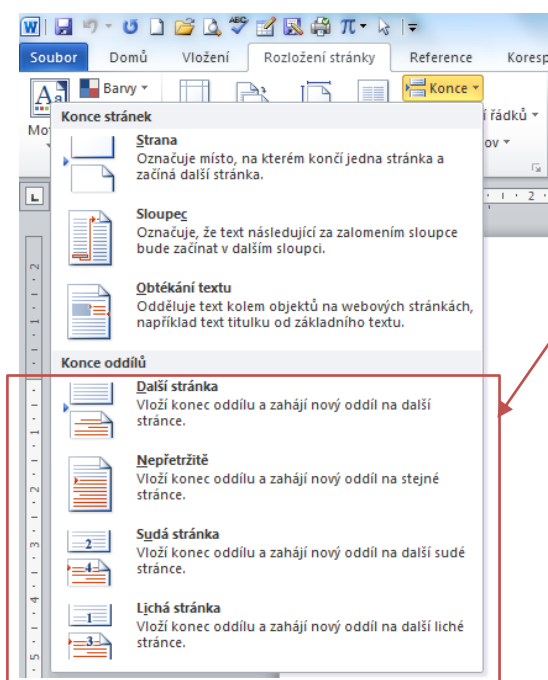 Soubor Domů Vložení Rozložení stránky Reference Koresp
Barvy Konce
Mo
řádků
ov
Konce stránek
Strana
Označuje místo, na kterém končí jedna stránka a
začíná další stránka.
Sloupec
Označuje, že text následující za zalomením sloupce
bude začínat v dalším sloupci.
Obtékání textu
Odděluje text kolem objektů na webových stránkách,
například text titulku od základního textu.
Konce oddílů
Další stránka
Vloží konec oddílu a zahájí nový oddíl na další
stránce.
Nepřetržitě
Vloží konec oddílu a zahájí nový oddíl na stejné
stránce.
Sudá stránka
Vloží konec oddílu a zahájí nový oddíl na další sudé
stránce.
Lichá stránka
Vloží konec oddílu a zahájí nový oddíl na další liché
stránce.